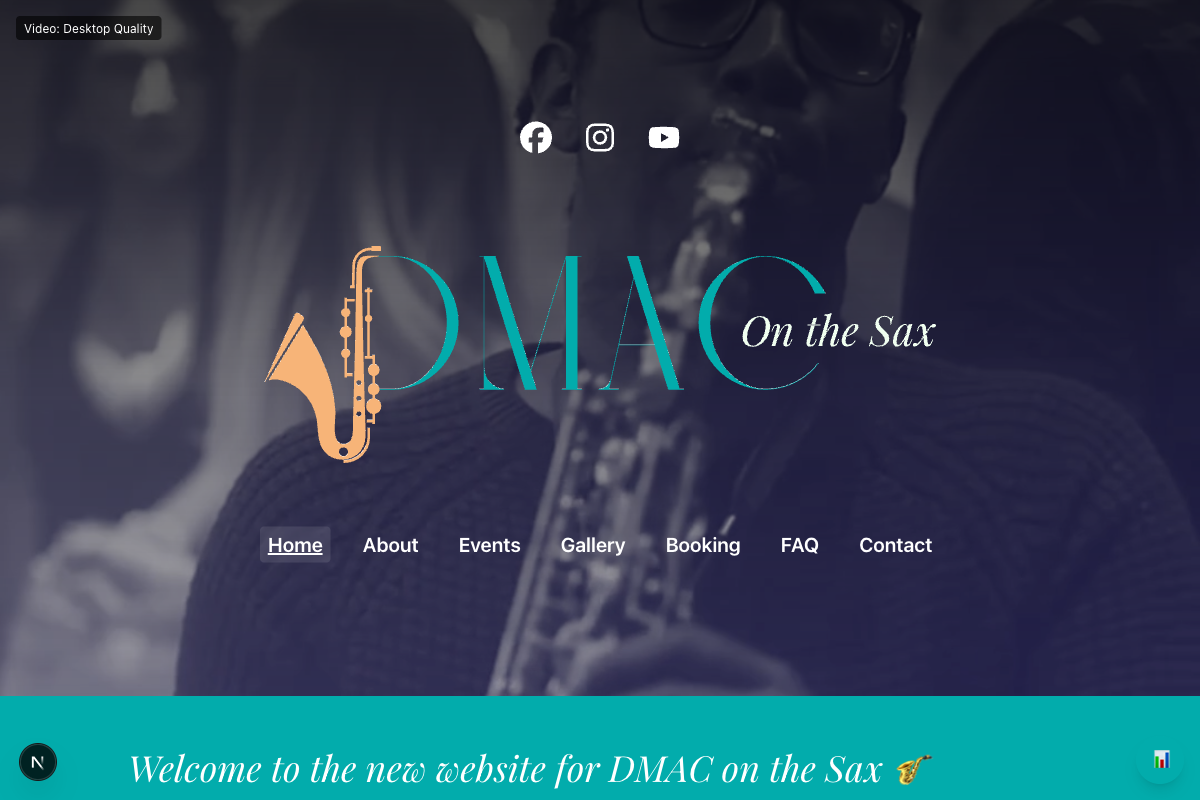 Video: Desktop Quality
DMAC
On the Sax
Home About Events Gallery Booking FAQ Contact
Welcome to the new website for DMAC on the Sax 🎷
N